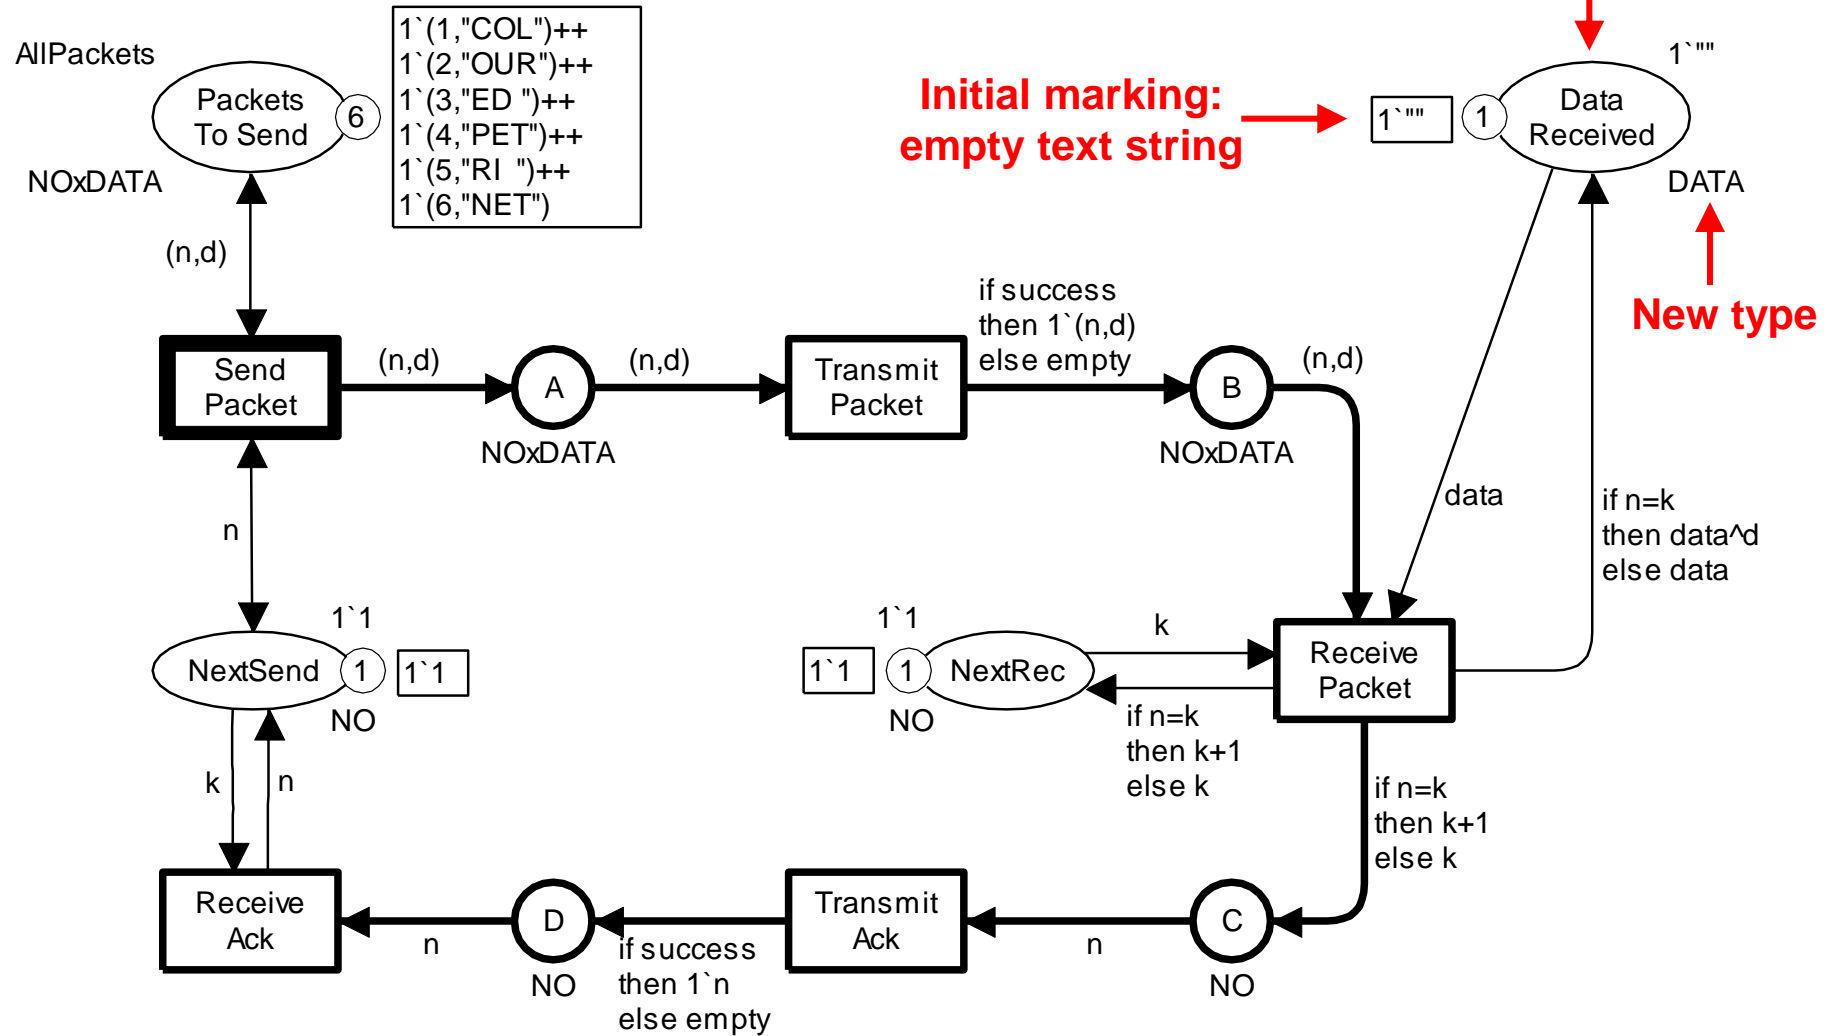 AllPackets
Packets
To Send
6
1`(1,"COL")++
1`(2,"OUR")++
1`(3,"ED ")++
1`(4,"PET")++
1`(5,"RI  ")++
1`(6,"NET")
NOxDATA
Initial marking:
empty text string
1`""
1
1`""
Data
Received
DATA
New type
(n,d)
Send
Packet
(n,d)
A
NOxDATA
(n,d)
Transmit
Packet
if success
then 1`(n,d)
else empty
B
NOxDATA
(n,d)
data
if n=k
then data^d
else data
n
1`1
NextSend
1
1`1
NO
1`1
1`1
1
NextRec
NO
k
if n=k
then k+1
else k
Receive
Packet
if n=k
then k+1
else k
k
n
Receive
Ack
n
D
NO
if success
then 1`n
else empty
Transmit
Ack
n
C
NO